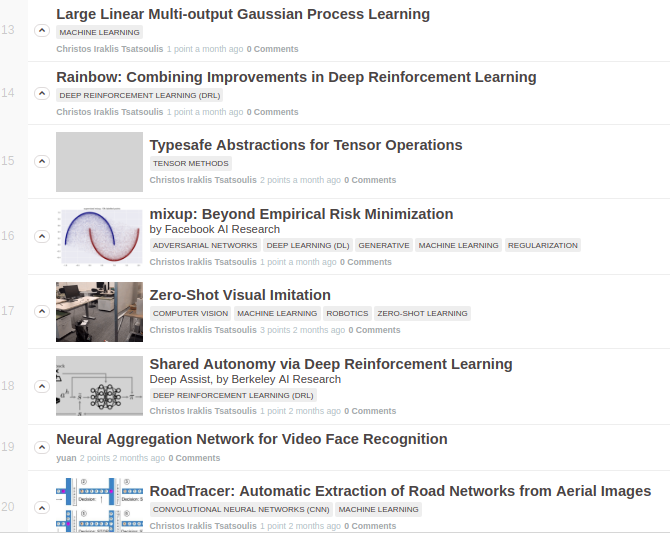 13
Large Linear Multi-output Gaussian Process Learning
MACHINE LEARNING
Christos Iraklis Tsatsoulis 1 point a month ago 0 Comments
14
Rainbow: Combining Improvements in Deep Reinforcement Learning
DEEP REINFORCEMENT LEARNING (DRL)
Christos Iraklis Tsatsoulis 1 point a month ago 0 Comments
15
Typesafe Abstractions for Tensor Operations
TENSOR METHODS
Christos Iraklis Tsatsoulis 2 points a month ago 0 Comments
16
mixup: Beyond Empirical Risk Minimization
by Facebook AI Research
ADVERSARIAL NETWORKS DEEP LEARNING (DL) GENERATIVE MACHINE LEARNING REGULARIZATION
Christos Iraklis Tsatsoulis 1 point a month ago 0 Comments
17
Zero-Shot Visual Imitation
COMPUTER VISION MACHINE LEARNING ROBOTICS ZERO-SHOT LEARNING
Christos Iraklis Tsatsoulis 3 points 2 months ago 0 Comments
18
Shared Autonomy via Deep Reinforcement Learning
Deep Assist, by Berkeley AI Research
DEEP REINFORCEMENT LEARNING (DRL)
Christos Iraklis Tsatsoulis 1 point 2 months ago 0 Comments
19
Neural Aggregation Network for Video Face Recognition
yuan 2 points 2 months ago 0 Comments
20
RoadTracer: Automatic Extraction of Road Networks from Aerial Images
CONVOLUTIONAL NEURAL NETWORKS (CNN) MACHINE LEARNING
Christos Iraklis Tsatsoulis 1 point 2 months ago 0 Comments